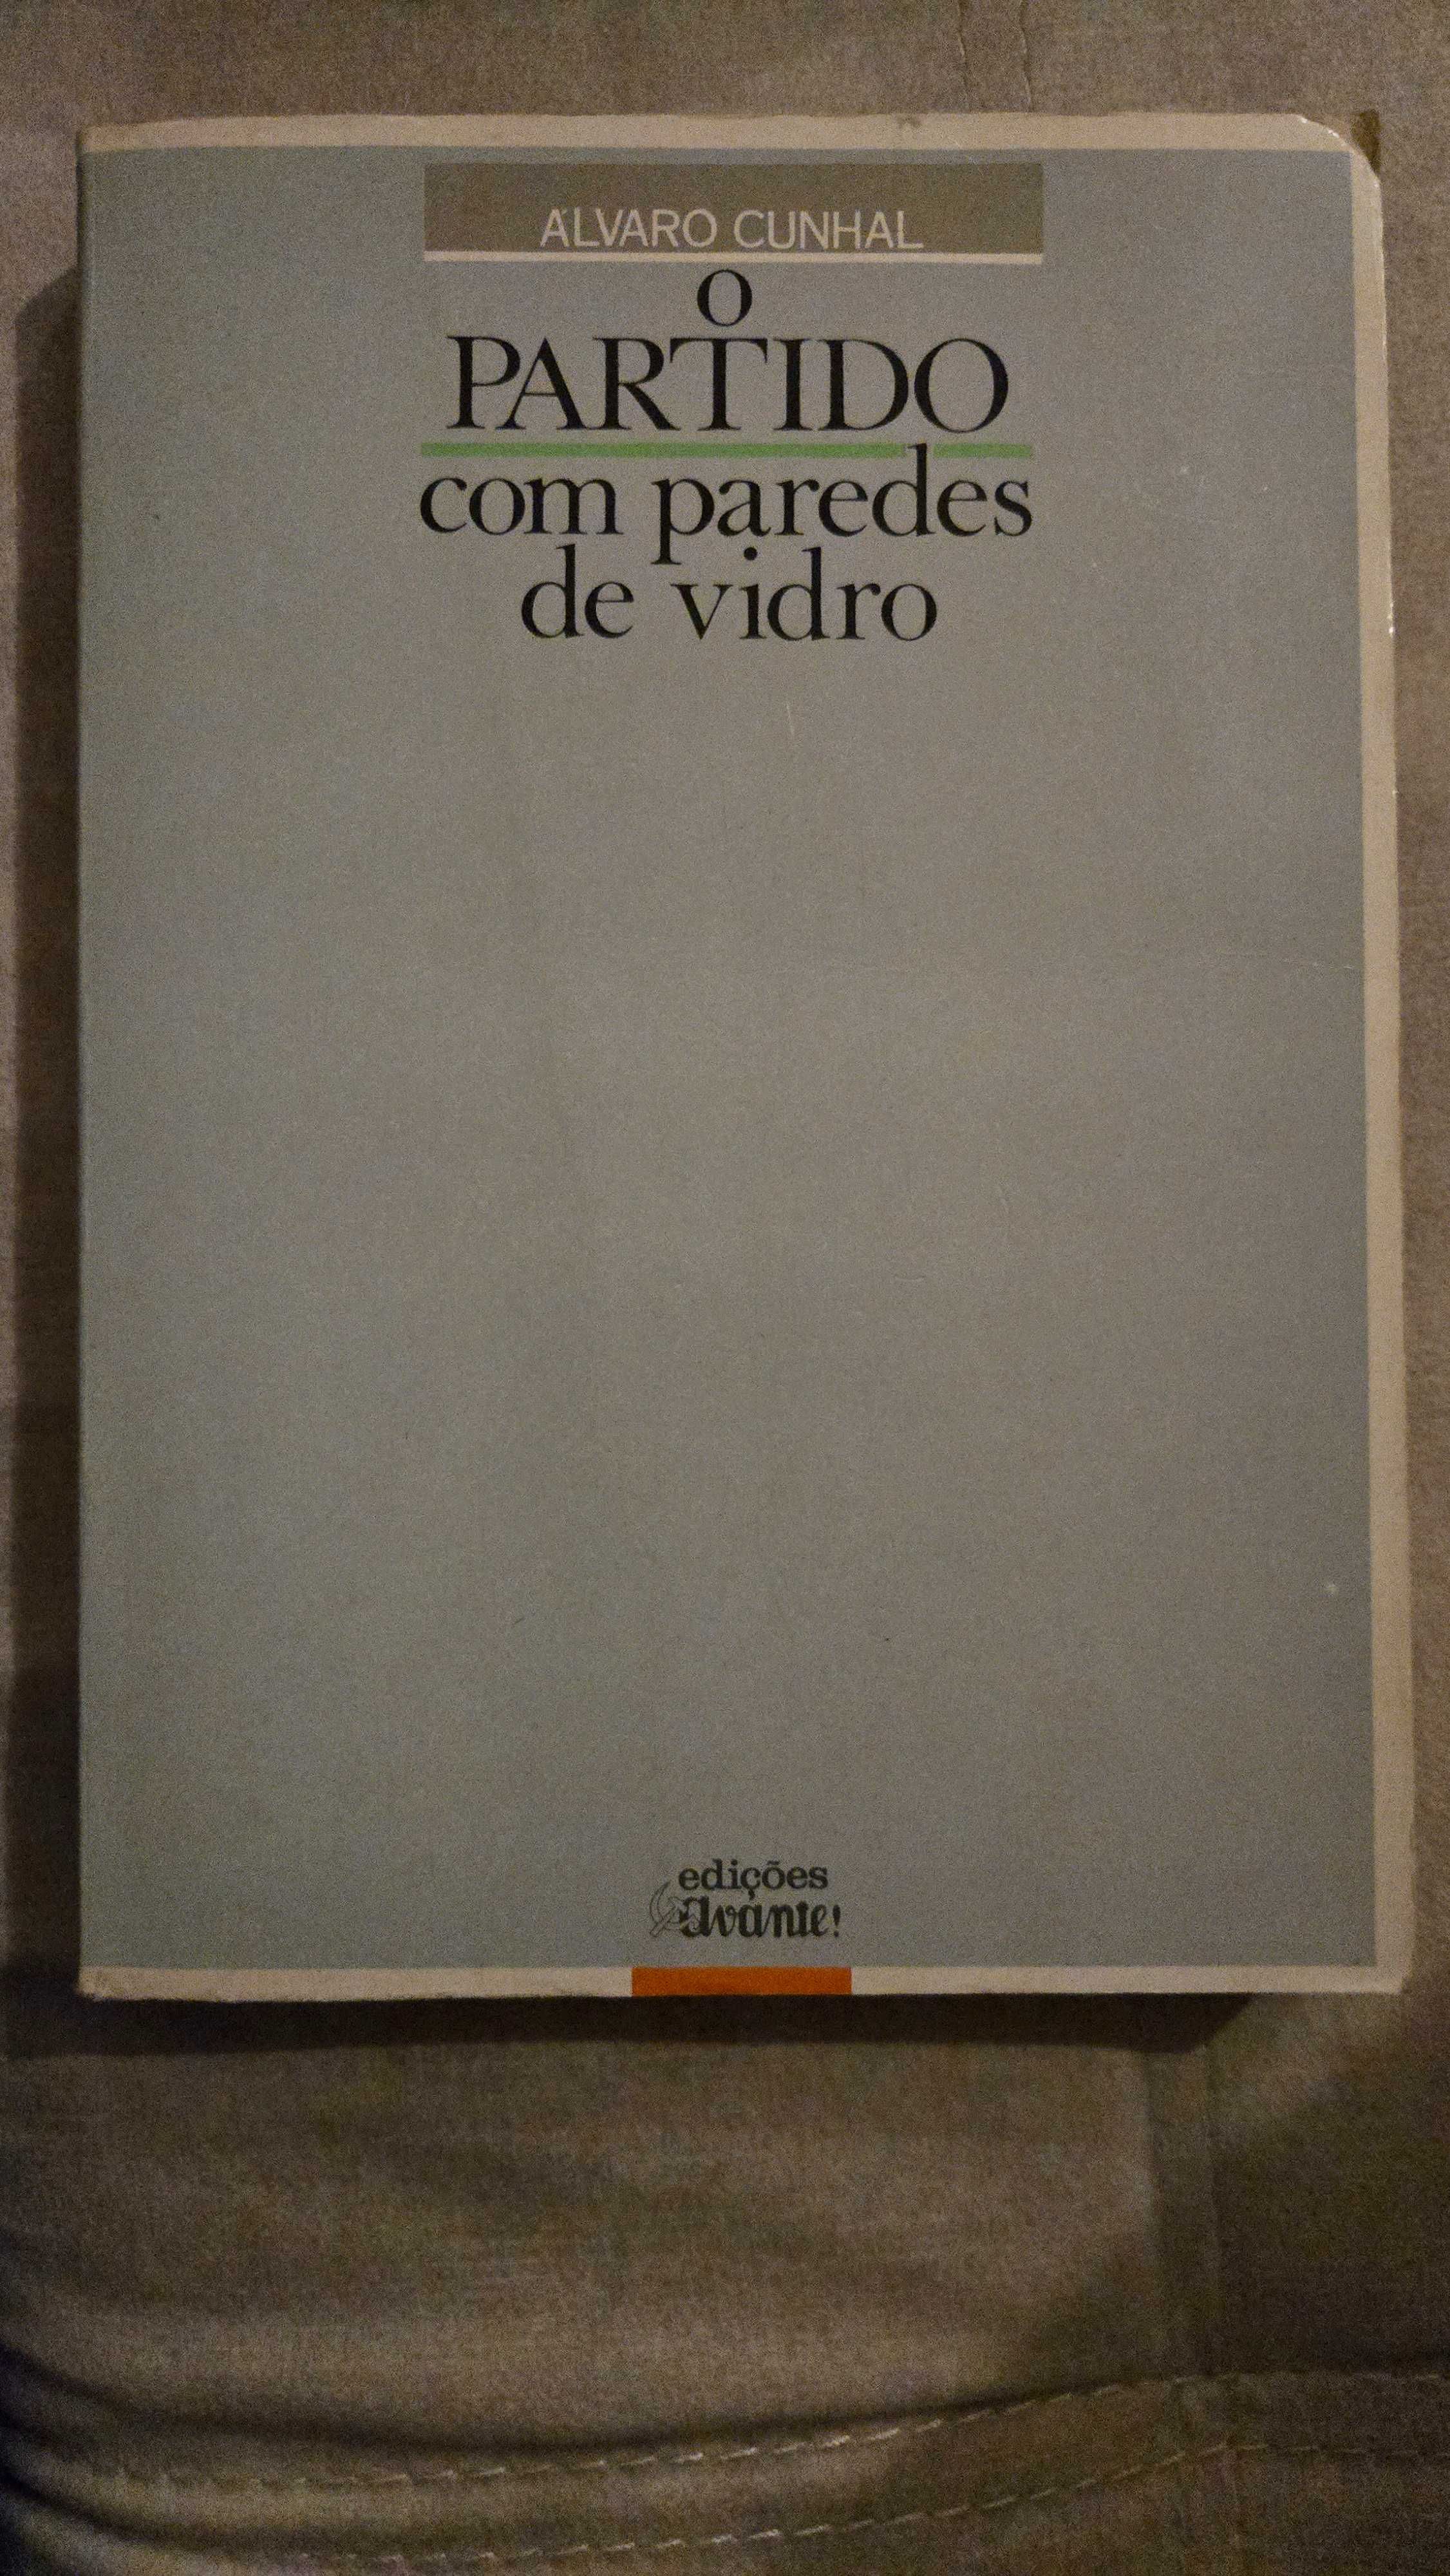 ÁLVARO CUNHAL
O
PARTIDO
com paredes
de vidro
edições
Avante!